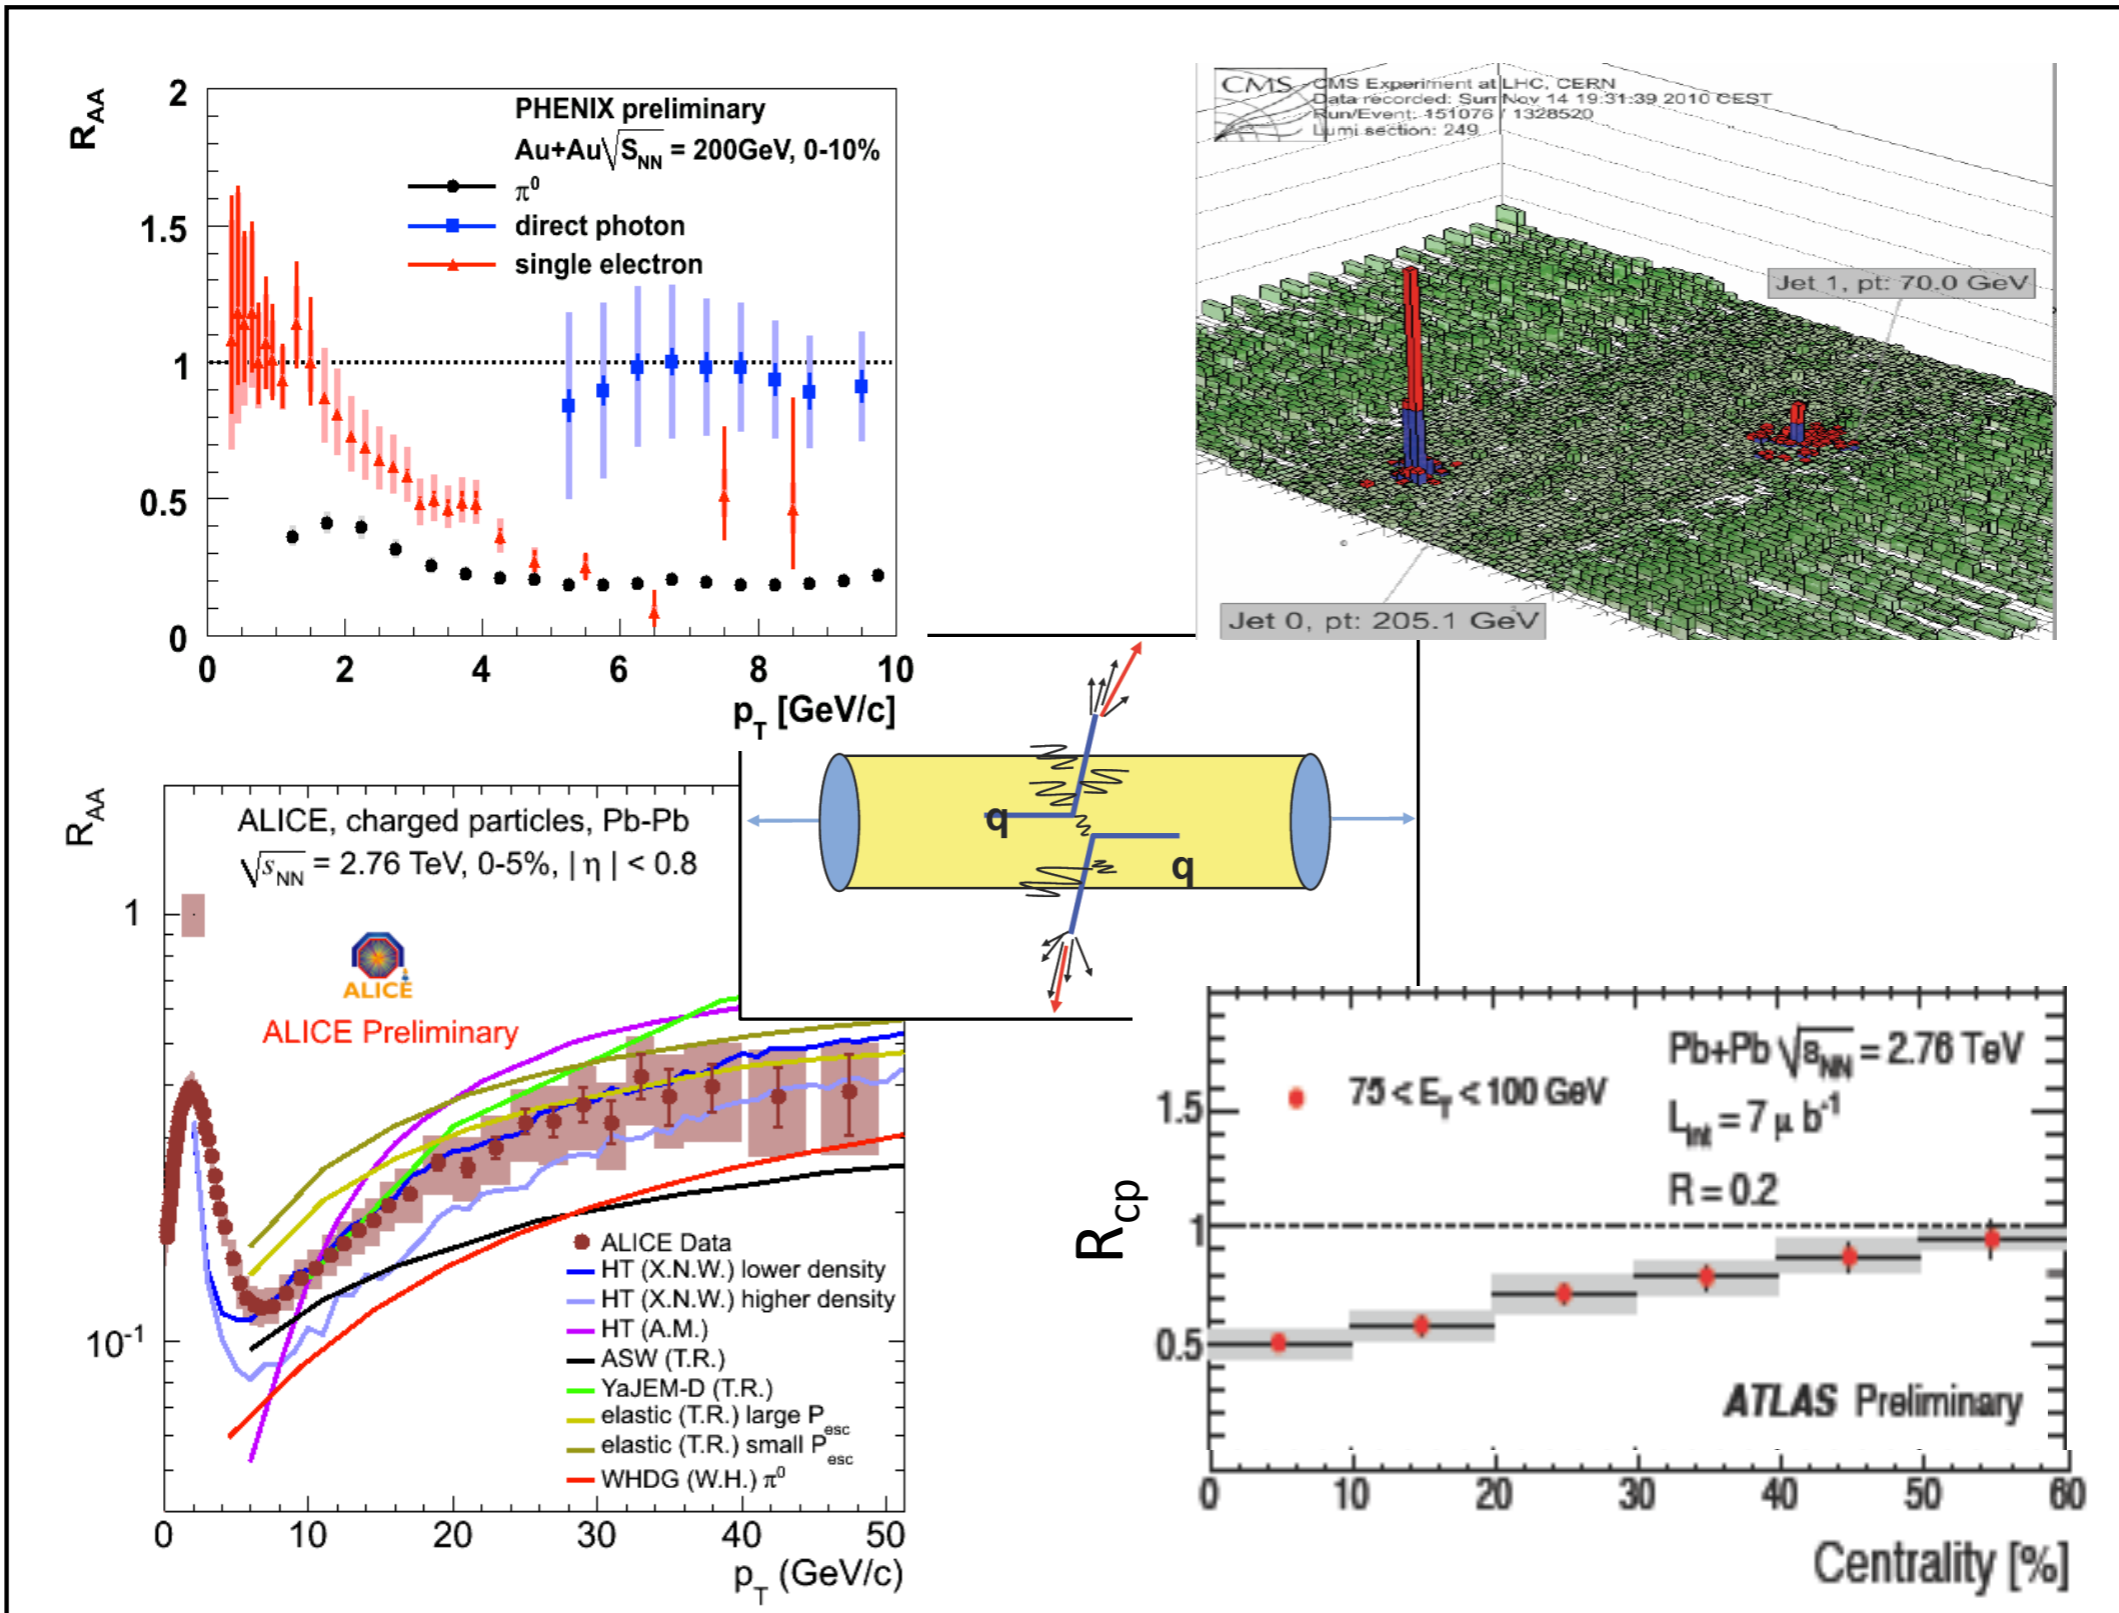 R_AA
2
1.5
1
0.5
0
PHENIX preliminary
Au+Au√S_NN = 200GeV, 0-10%
π⁰
direct photon
single electron
0 2 4 6 8 10
p_T [GeV/c]
CMS
CMS Experiment at LHC, CERN
Data recorded: Sun Nov 14 19:31:39 2010 CEST
Run/Event: 151076 / 1328520
Lumi section: 249
Jet 1, pt: 70.0 GeV
Jet 0, pt: 205.1 GeV
q
q
R_AA
ALICE, charged particles, Pb-Pb
√s_NN = 2.76 TeV, 0-5%, | η | < 0.8
1
10⁻¹
ALICE
ALICE Preliminary
ALICE Data
HT (X.N.W.) lower density
HT (X.N.W.) higher density
HT (A.M.)
ASW (T.R.)
YaJEM-D (T.R.)
elastic (T.R.) large P_esc
elastic (T.R.) small P_esc
WHDG (W.H.) π⁰
0 10 20 30 40 50
p_T (GeV/c)
R_cp
1.5
1
0.5
75 < E_T < 100 GeV
Pb+Pb √s_NN = 2.76 TeV
L_int = 7 μ b⁻¹
R = 0.2
ATLAS Preliminary
0 10 20 30 40 50 60
Centrality [%]